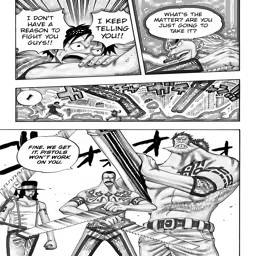 I DON'T
HAVE A
REASON TO
FIGHT YOU
GUYS!!
I KEEP
TELLING
YOU!!
WHAT'S THE
MATTER? ARE YOU
JUST GOING
TO TAKE
IT?
FINE, WE GET
IT. PISTOLS
WON'T WORK
ON YOU.